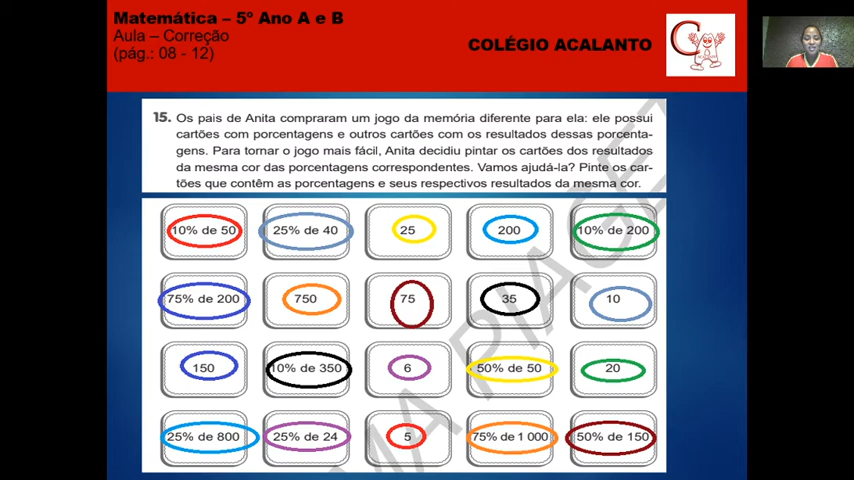 Matemática – 5º Ano A e B
Aula – Correção
(pág.: 08 - 12)
COLÉGIO ACALANTO
C
15. Os pais de Anita compraram um jogo da memória diferente para ela: ele possui
cartões com porcentagens e outros cartões com os resultados dessas porcenta-
gens. Para tornar o jogo mais fácil, Anita decidiu pintar os cartões dos resultados
da mesma cor das porcentagens correspondentes. Vamos ajudá-la? Pinte os car-
tões que contêm as porcentagens e seus respectivos resultados da mesma cor.
10% de 50 25% de 40 25 200 10% de 200
75% de 200 750 75 35 10
150 10% de 350 6 50% de 50 20
25% de 800 25% de 24 5 75% de 1 000 50% de 150